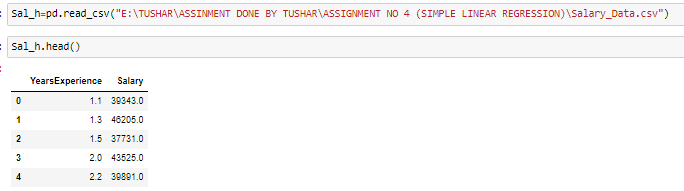 : Sal_h=pd.read_csv("E:\TUSHAR\ASSINMENT DONE BY TUSHAR\ASSIGNMENT NO 4 (SIMPLE LINEAR REGRESSION)\Salary_Data.csv")
: Sal_h.head()
:
YearsExperience Salary
0 1.1 39343.0
1 1.3 46205.0
2 1.5 37731.0
3 2.0 43525.0
4 2.2 39891.0